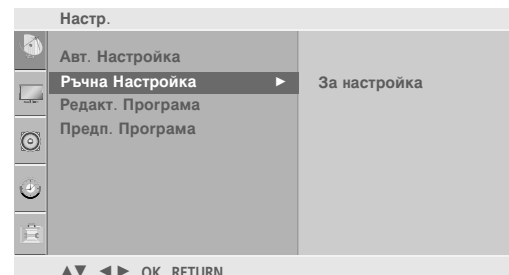 Настр.
Авт. Настройка
Ръчна Настройка ► За настройка
Редакт. Програма
Предп. Програма
▲▼ ◄► OK RETURN